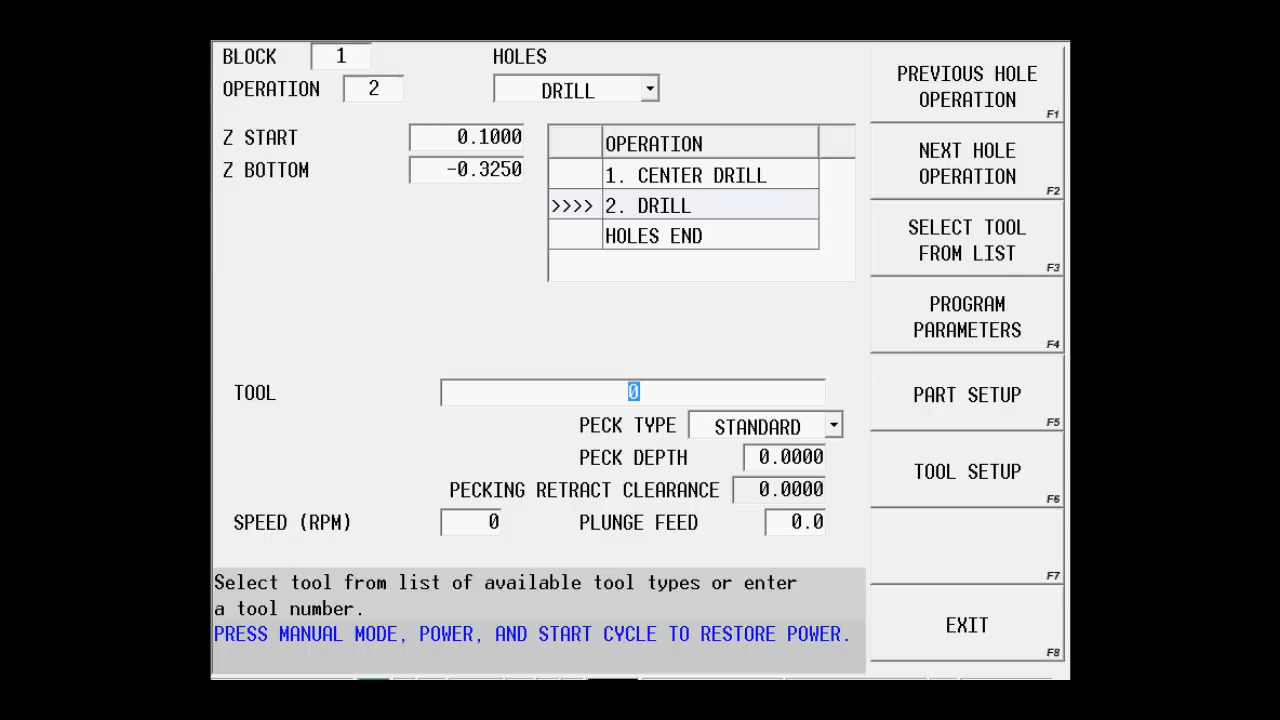 BLOCK 1 HOLES
OPERATION 2 DRILL
Z START 0.1000
Z BOTTOM -0.3250
OPERATION
1. CENTER DRILL
>>>> 2. DRILL
HOLES END
TOOL 0
PECK TYPE STANDARD
PECK DEPTH 0.0000
PECKING RETRACT CLEARANCE 0.0000
SPEED (RPM) 0 PLUNGE FEED 0.0
Select tool from list of available tool types or enter
a tool number.
PRESS MANUAL MODE, POWER, AND START CYCLE TO RESTORE POWER.
PREVIOUS HOLE
OPERATION
F1
NEXT HOLE
OPERATION
F2
SELECT TOOL
FROM LIST
F3
PROGRAM
PARAMETERS
F4
PART SETUP
F5
TOOL SETUP
F6
F7
EXIT
F8